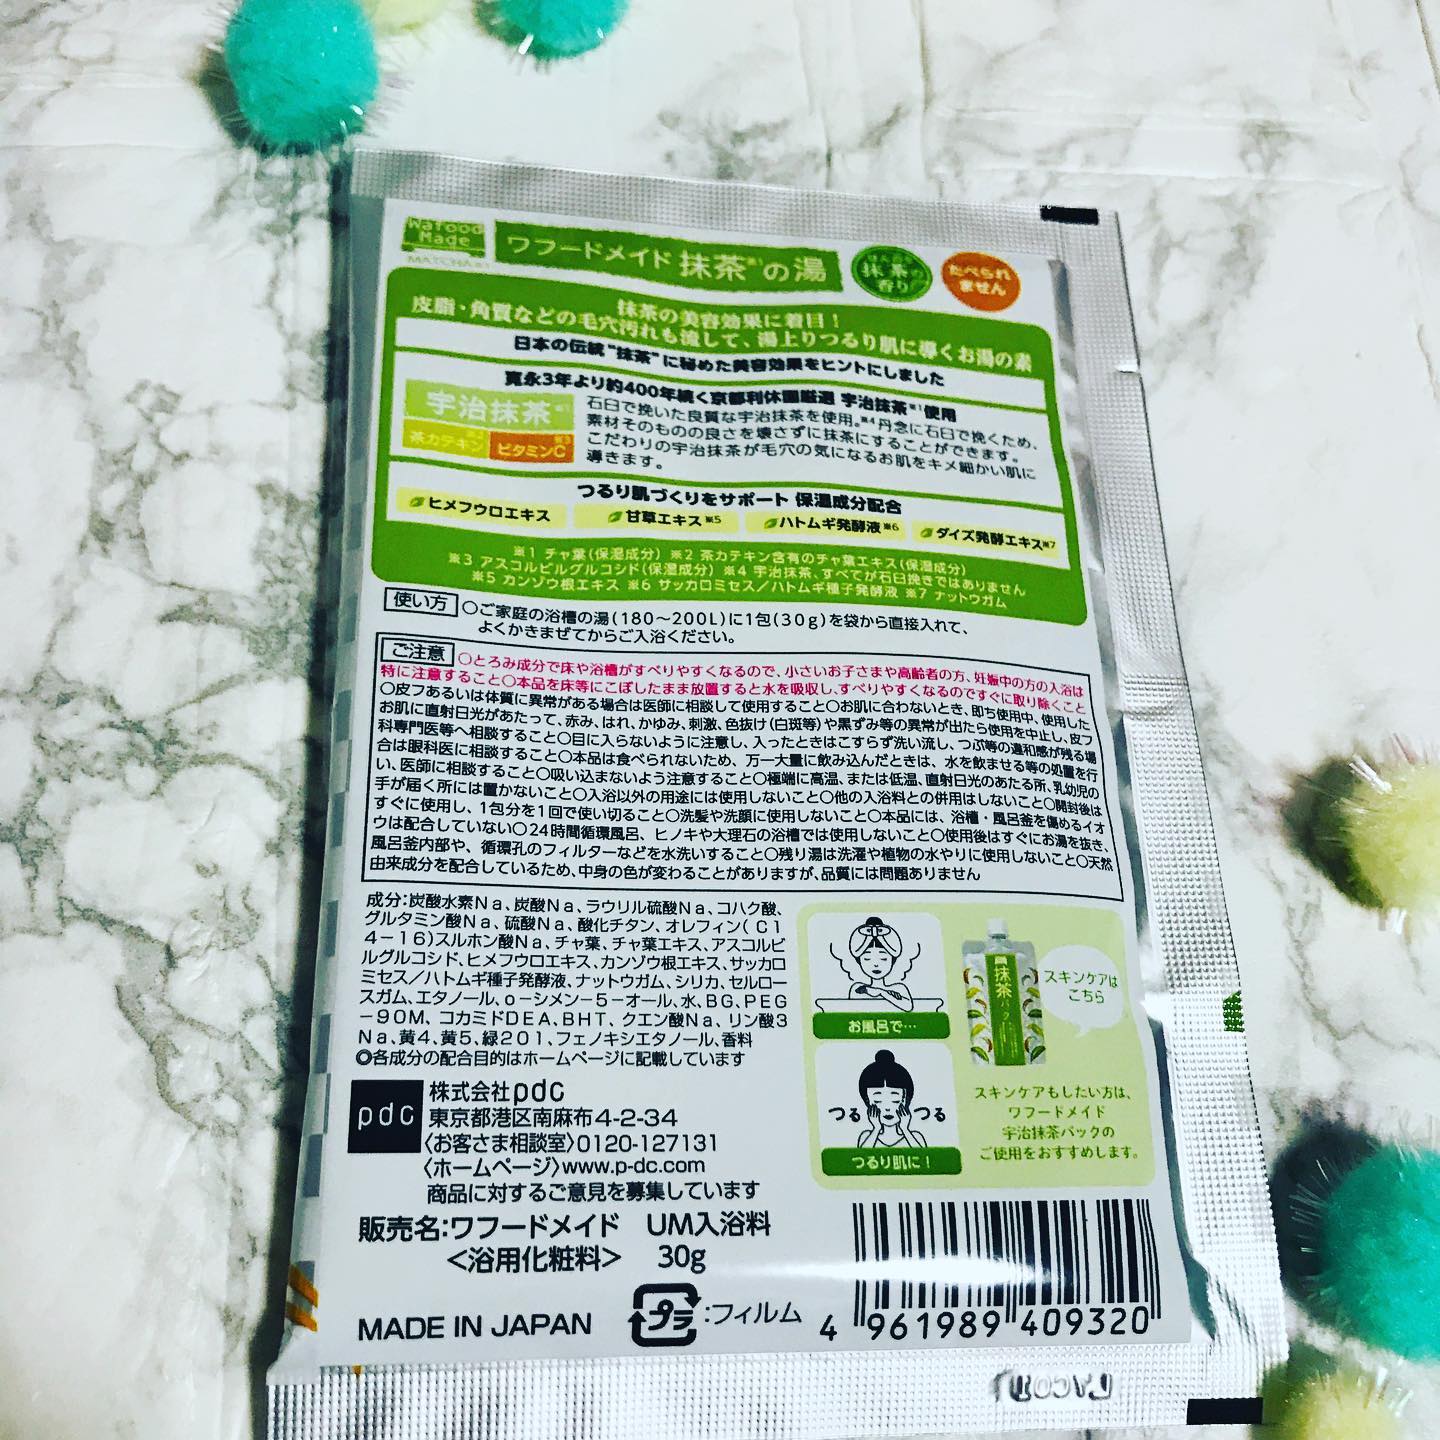 Wafood
Made
MATCHA※1
ワフードメイド 抹茶※1の湯
抹茶の
香り
たべられ
ません
抹茶の美容効果に着目！
皮脂・角質などの毛穴汚れも流して、湯上りつるり肌に導くお湯の素
日本の伝統"抹茶"に秘めた美容効果をヒントにしました
寛永3年より約400年続く京都利休園厳選 宇治抹茶※1使用
宇治抹茶※1
茶カテキン※2
ビタミンC※3
石臼で挽いた良質な宇治抹茶を使用。※4丹念に石臼で挽くため、
素材そのものの良さを壊さずに抹茶にすることができます。
こだわりの宇治抹茶が毛穴の気になるお肌をキメ細かい肌に
導きます。
つるり肌づくりをサポート 保湿成分配合
ヒメフウロエキス 甘草エキス※5 ハトムギ発酵液※6 ダイズ発酵エキス※7
※1 チャ葉(保湿成分) ※2 茶カテキン含有のチャ葉エキス(保湿成分)
※3 アスコルビルグルコシド(保湿成分) ※4 宇治抹茶、すべてが石臼挽きではありません
※5 カンゾウ根エキス ※6 サッカロミセス／ハトムギ種子発酵液 ※7 ナットウガム
使い方 ○ご家庭の浴槽の湯(180～200L)に1包(30g)を袋から直接入れて、
よくかきまぜてからご入浴ください。
ご注意 ○とろみ成分で床や浴槽がすべりやすくなるので、小さいお子さまや高齢者の方、妊娠中の方の入浴は
特に注意すること○本品を床等にこぼしたまま放置すると水を吸収し、すべりやすくなるのですぐに取り除くこと
○皮フあるいは体質に異常がある場合は医師に相談して使用すること○お肌に合わないとき、即ち使用中、使用した
お肌に直射日光があたって、赤み、はれ、かゆみ、刺激、色抜け(白斑等)や黒ずみ等の異常が出たら使用を中止し、皮フ
科専門医等へ相談すること○目に入らないように注意し、入ったときはこすらず洗い流し、つぶ等の違和感が残る場
合は眼科医に相談すること○本品は食べられないため、万一大量に飲み込んだときは、水を飲ませる等の処置を行
い、医師に相談すること○吸い込まないよう注意すること○極端に高温、または低温、直射日光のあたる所、乳幼児の
手が届く所には置かないこと○入浴以外の用途には使用しないこと○他の入浴料との併用はしないこと○開封後は
すぐに使用し、1包分を1回で使い切ること○洗髪や洗顔に使用しないこと○本品には、浴槽・風呂釜を傷めるイオ
ウは配合していない○24時間循環風呂、ヒノキや大理石の浴槽では使用しないこと○使用後はすぐにお湯を抜き、
風呂釜内部や、循環孔のフィルターなどを水洗いすること○残り湯は洗濯や植物の水やりに使用しないこと○天然
由来成分を配合しているため、中身の色が変わることがありますが、品質には問題ありません
成分：炭酸水素Na、炭酸Na、ラウリル硫酸Na、コハク酸、
グルタミン酸Na、硫酸Na、酸化チタン、オレフィン(C1
4-16)スルホン酸Na、チャ葉、チャ葉エキス、アスコルビ
ルグルコシド、ヒメフウロエキス、カンゾウ根エキス、サッカロ
ミセス／ハトムギ種子発酵液、ナットウガム、シリカ、セルロー
スガム、エタノール、o-シメン-5-オール、水、BG、PEG
-90M、コカミドDEA、BHT、クエン酸Na、リン酸3
Na、黄4、黄5、緑201、フェノキシエタノール、香料
◎各成分の配合目的はホームページに記載しています
お風呂で…
つる つる
つるり肌に！
抹茶パック
スキンケアは
こちら
スキンケアもしたい方は、
ワフードメイド
宇治抹茶パックの
ご使用をおすすめします。
pdc
株式会社pdc
東京都港区南麻布4-2-34
〈お客さま相談室〉0120-127131
〈ホームページ〉www.p-dc.com
商品に対するご意見を募集しています
販売名：ワフードメイド UM入浴料
＜浴用化粧料＞ 30g
MADE IN JAPAN
プラ
：フィルム
4 961989 409320